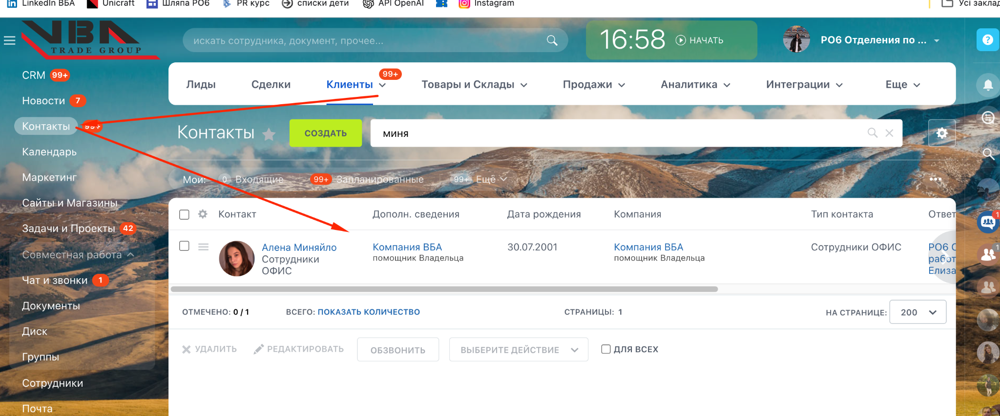 LinkedIn ВБА
Unicraft
Шляпа РО6
PR курс
списки дети
API OpenAI
Instagram
Усі заклад
VBA
TRADE GROUP
искать сотрудника, документ, прочее...
16:58
НАЧАТЬ
РО6 Отделения по ...
CRM 99+
Новости 7
Контакты 99+
Календарь
Маркетинг
Сайты и Магазины
Задачи и Проекты 42
Совместная работа
Чат и звонки 1
Документы
Диск
Группы
Сотрудники
Почта
Лиды
Сделки
Клиенты 99+
Товары и Склады
Продажи
Аналитика
Интеграции
Еще
Контакты
СОЗДАТЬ
миня
Мои:
0 Входящие
99+ Запланированные
99+ Ещё
Контакт
Дополн. сведения
Дата рождения
Компания
Тип контакта
Ответ
Алена Миняйло
Сотрудники
ОФИС
Компания ВБА
помощник Владельца
30.07.2001
Компания ВБА
помощник Владельца
Сотрудники ОФИС
РО6 О
работ
Елиза
ОТМЕЧЕНО: 0 / 1
ВСЕГО: ПОКАЗАТЬ КОЛИЧЕСТВО
СТРАНИЦЫ: 1
НА СТРАНИЦЕ: 200
УДАЛИТЬ
РЕДАКТИРОВАТЬ
ОБЗВОНИТЬ
ВЫБЕРИТЕ ДЕЙСТВИЕ
ДЛЯ ВСЕХ
?
1
1